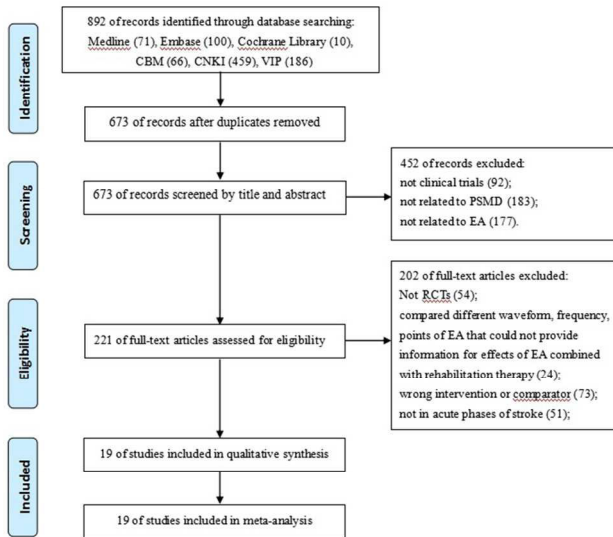 892 of records identified through database searching:
Medline (71), Embase (100), Cochrane Library (10),
CBM (66), CNKI (459), VIP (186)
Identification
673 of records after duplicates removed
Screening
673 of records screened by title and abstract
452 of records excluded:
not clinical trials (92);
not related to PSMD (183);
not related to EA (177).
Eligibility
221 of full-text articles assessed for eligibility
202 of full-text articles excluded:
Not RCTs (54);
compared different waveform, frequency,
points of EA that could not provide
information for effects of EA combined
with rehabilitation therapy (24);
wrong intervention or comparator (73);
not in acute phases of stroke (51);
Included
19 of studies included in qualitative synthesis
19 of studies included in meta-analysis